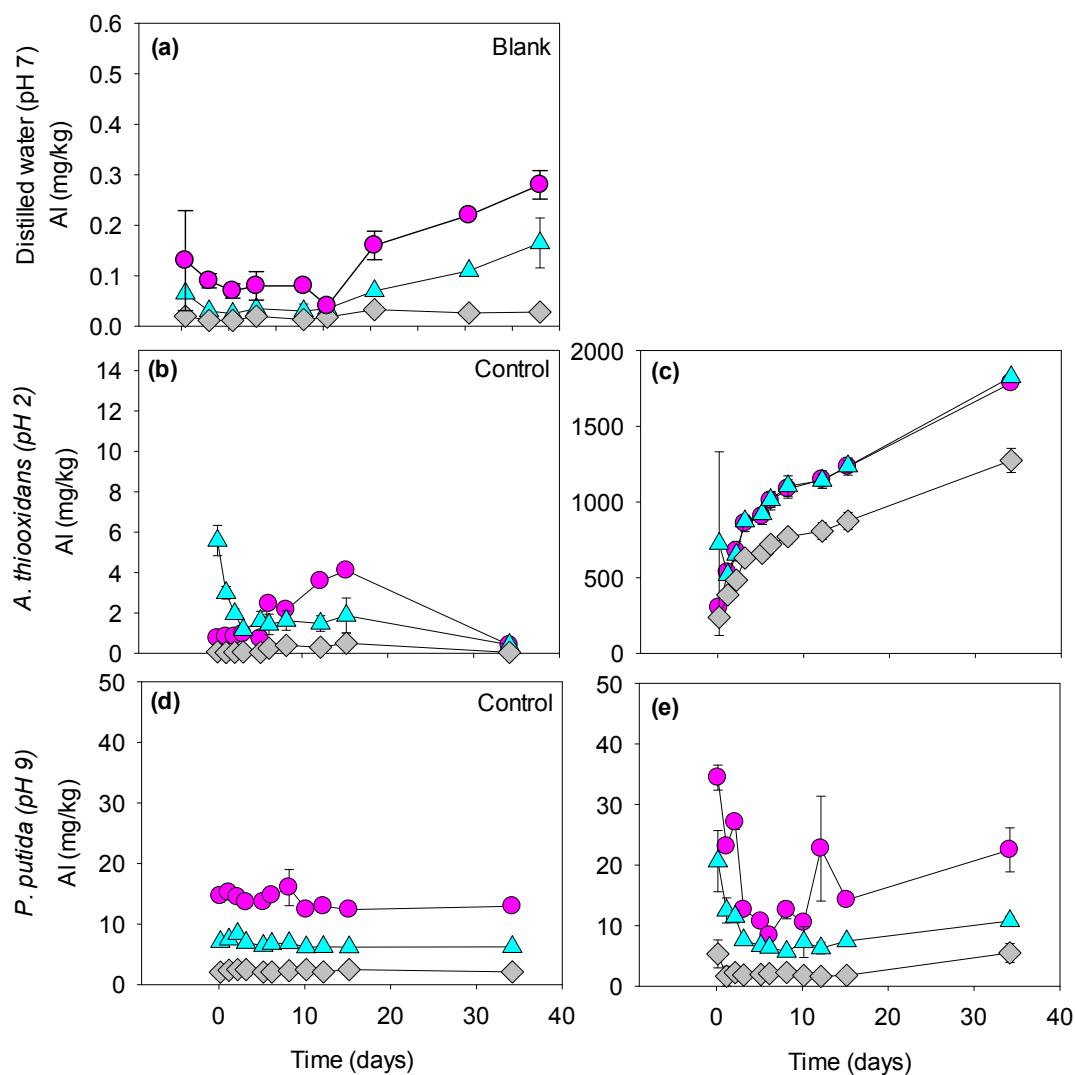 Distilled water (pH 7)
Al (mg/kg)
(a)
Blank
0.6
0.5
0.4
0.3
0.2
0.1
0.0
A. thiooxidans (pH 2)
Al (mg/kg)
(b)
Control
14
12
10
8
6
4
2
0
(c)
2000
1500
1000
500
0
P. putida (pH 9)
Al (mg/kg)
(d)
Control
50
40
30
20
10
0
0 10 20 30 40
Time (days)
(e)
50
40
30
20
10
0
0 10 20 30 40
Time (days)